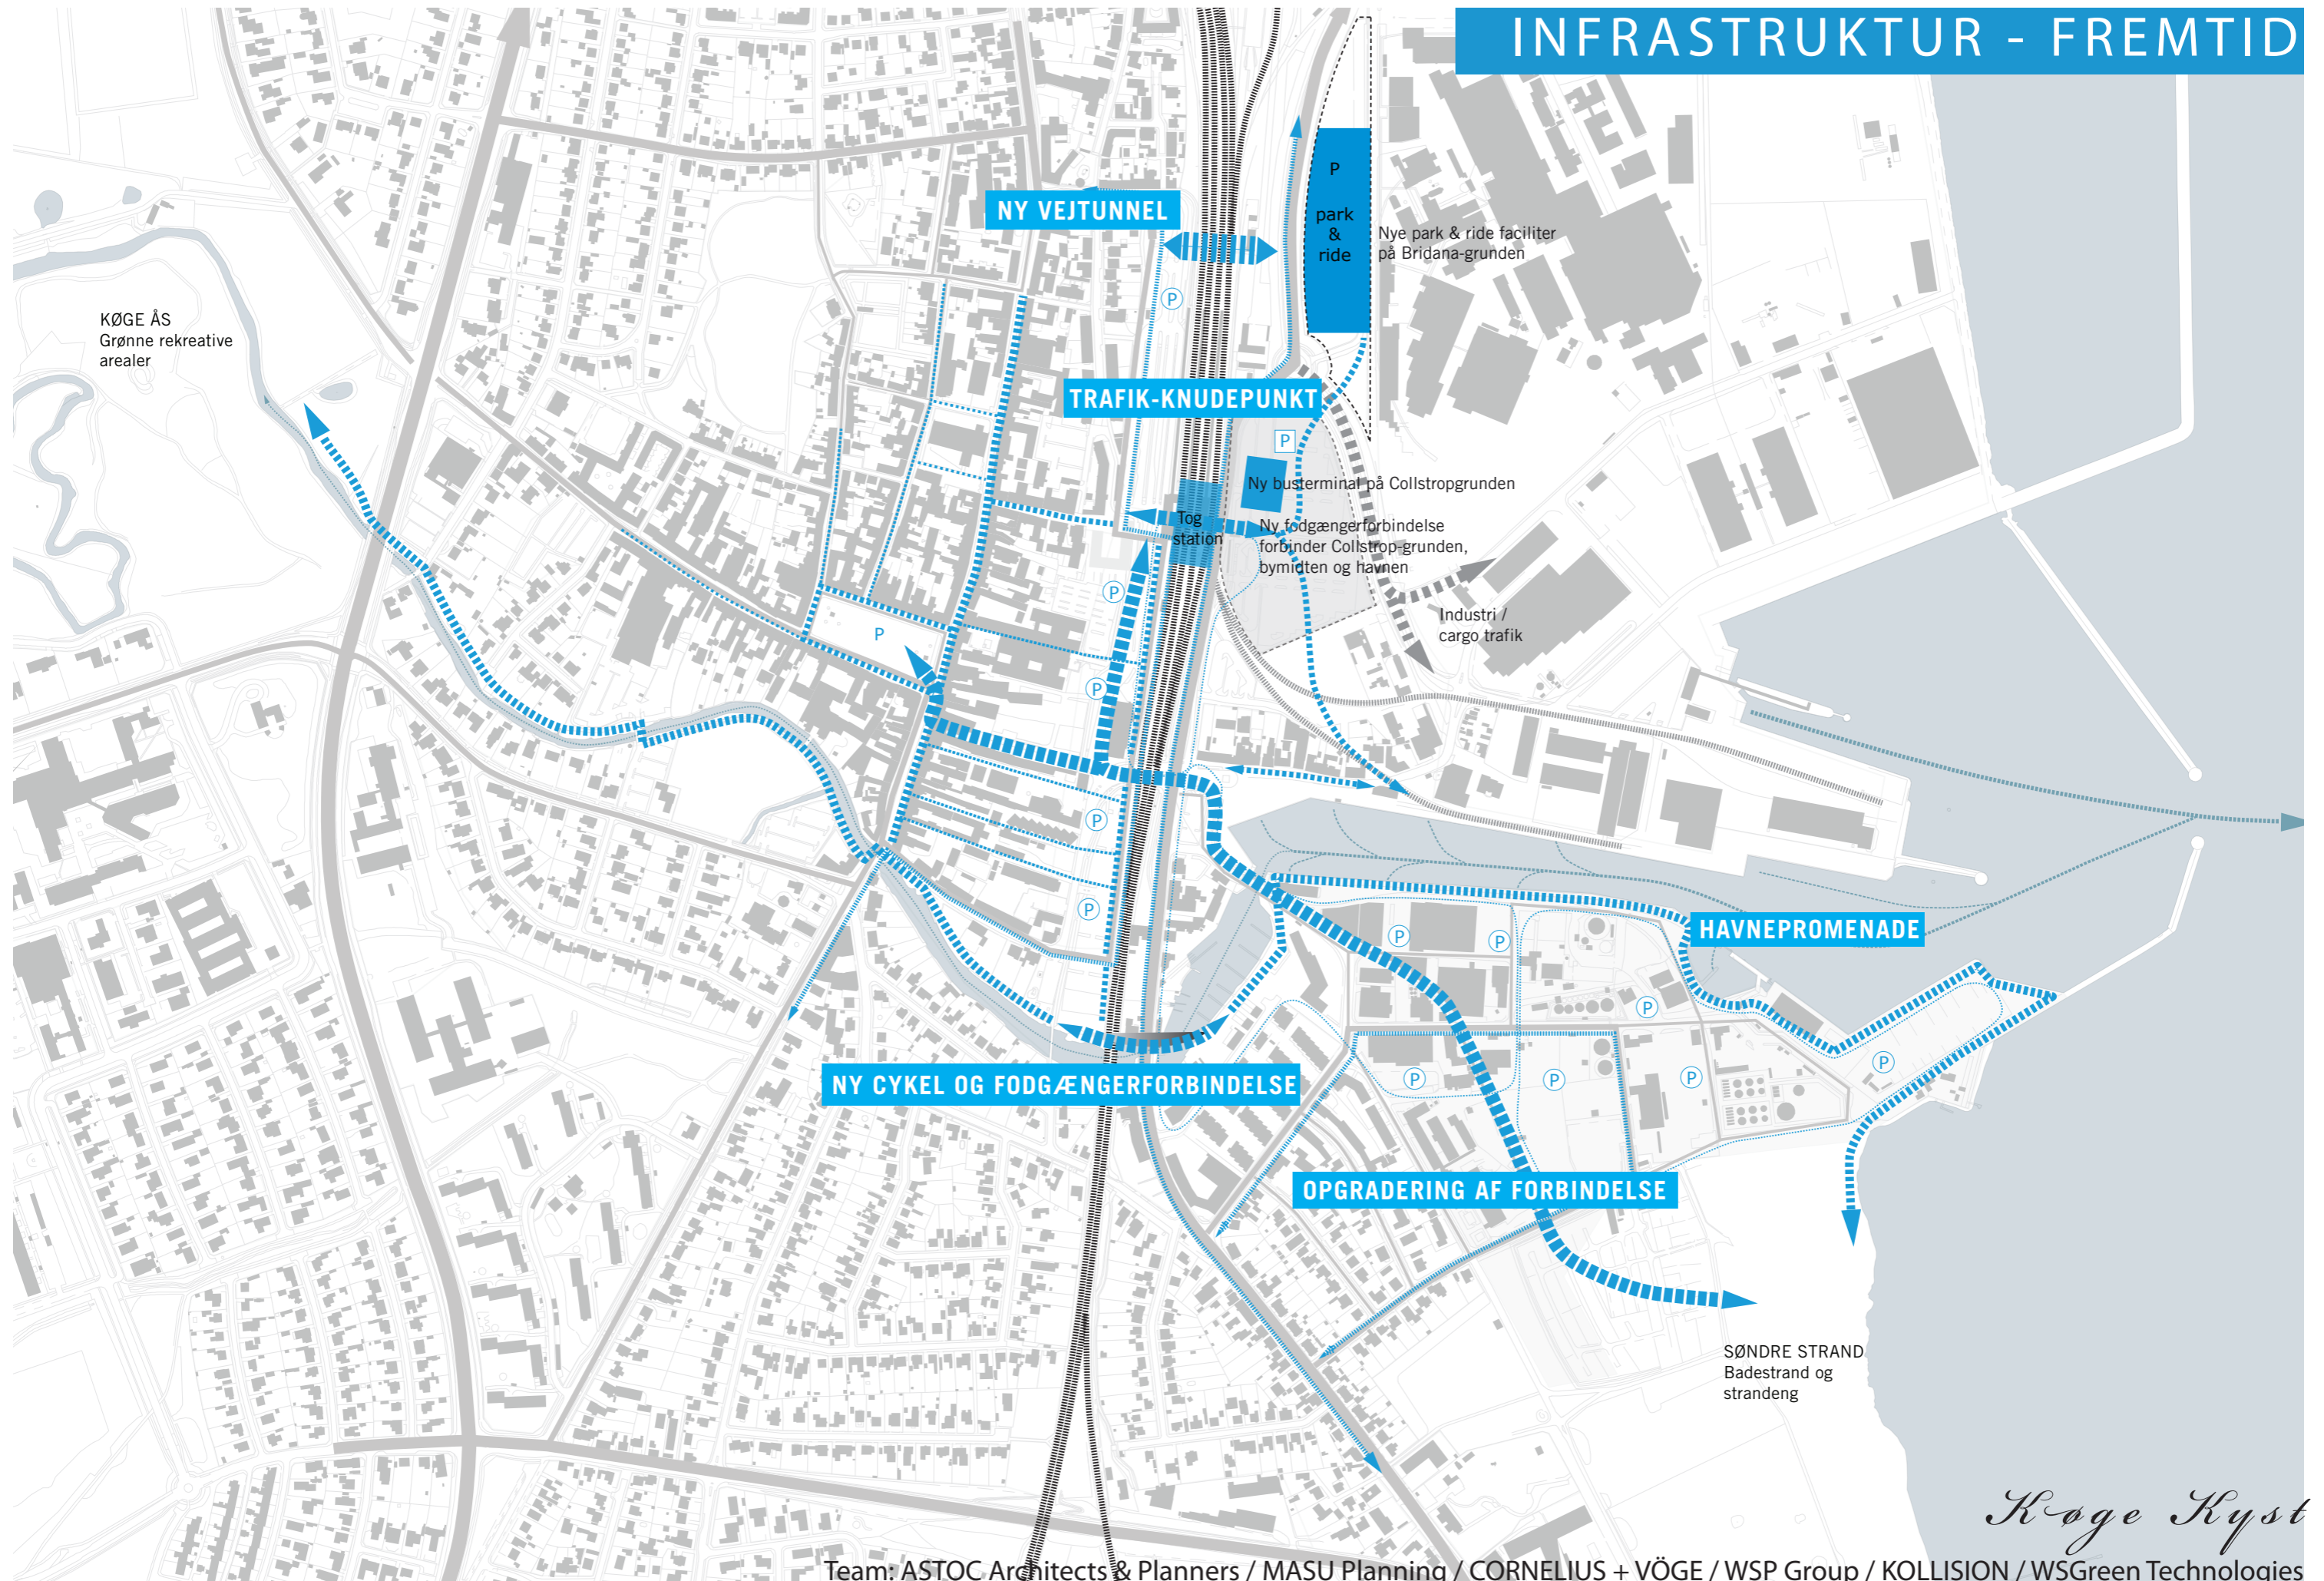 INFRASTRUKTUR - FREMTID
P
park
&
ride
NY VEJTUNNEL
Nye park & ride faciliter
på Bridana-grunden
P
KØGE ÅS
Grønne rekreative
arealer
TRAFIK-KNUDEPUNKT
P
Ny busterminal på Collstropgrunden
Tog
station
Ny fodgængerforbindelse
forbinder Collstrop-grunden,
bymidten og havnen
P
Industri /
cargo trafik
P
P
P
P
HAVNEPROMENADE
P
P
P
P
NY CYKEL OG FODGÆNGERFORBINDELSE
P
P
P
OPGRADERING AF FORBINDELSE
SØNDRE STRAND
Badestrand og
strandeng
Køge Kyst
Team: ASTOC Architects & Planners / MASU Planning / CORNELIUS + VÖGE / WSP Group / KOLLISION / WSGreen Technologies